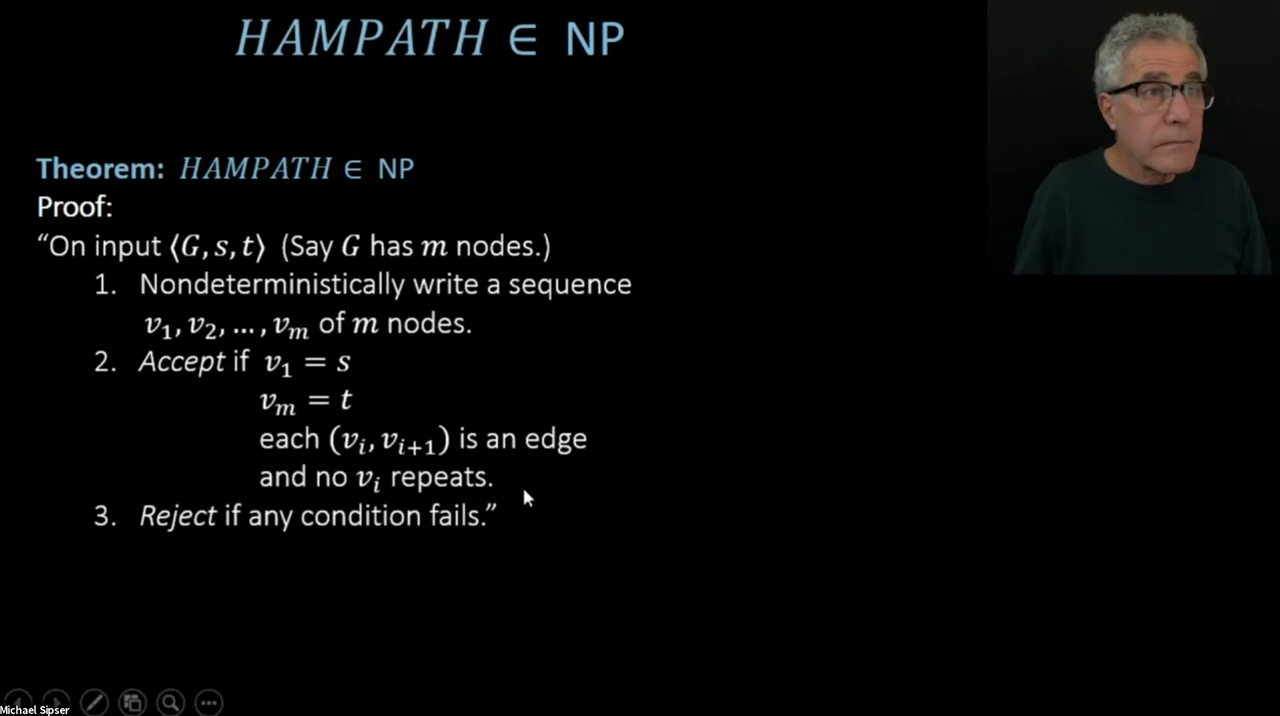 HAMPATH ∈ NP
Theorem: HAMPATH ∈ NP
Proof:
“On input ⟨G, s, t⟩ (Say G has m nodes.)
1. Nondeterministically write a sequence
v₁, v₂, … , vₘ of m nodes.
2. Accept if v₁ = s
vₘ = t
each (vᵢ, vᵢ₊₁) is an edge
and no vᵢ repeats.
3. Reject if any condition fails.”
Michael Sipser